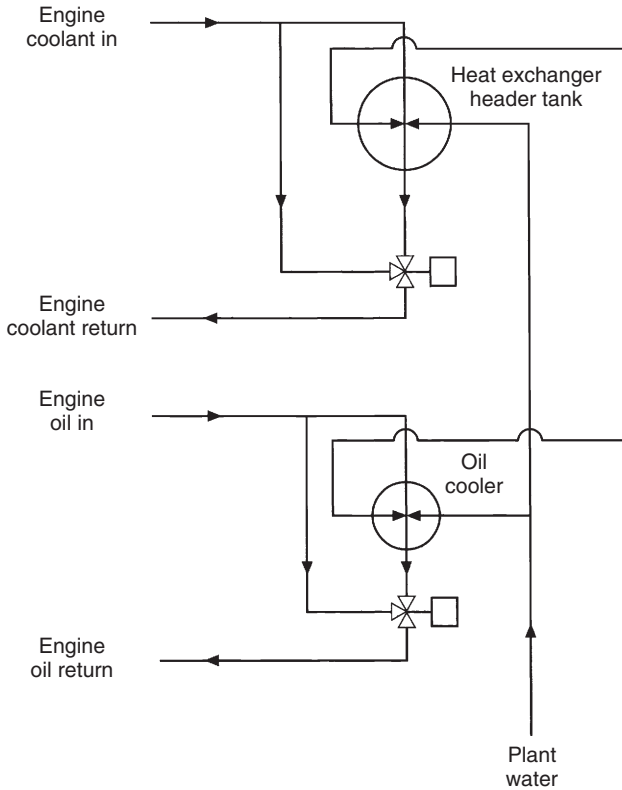 Engine
coolant in
Heat exchanger
header tank
Engine
coolant return
Engine
oil in
Oil
cooler
Engine
oil return
Plant
water